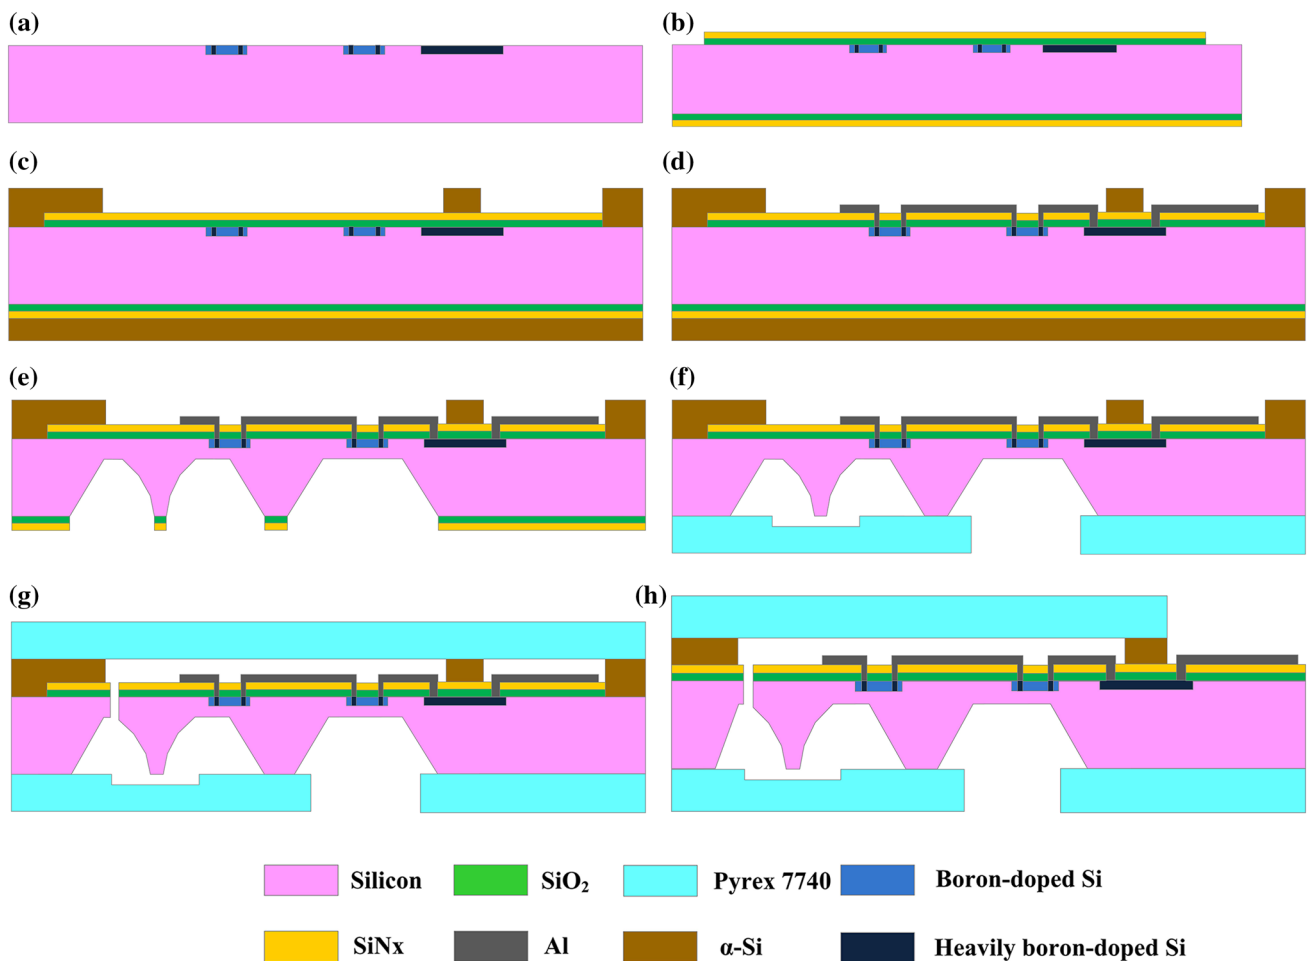 (a)
(b)
(c)
(d)
(e)
(f)
(g)
(h)
Silicon
SiO₂
Pyrex 7740
Boron-doped Si
SiNx
Al
α-Si
Heavily boron-doped Si